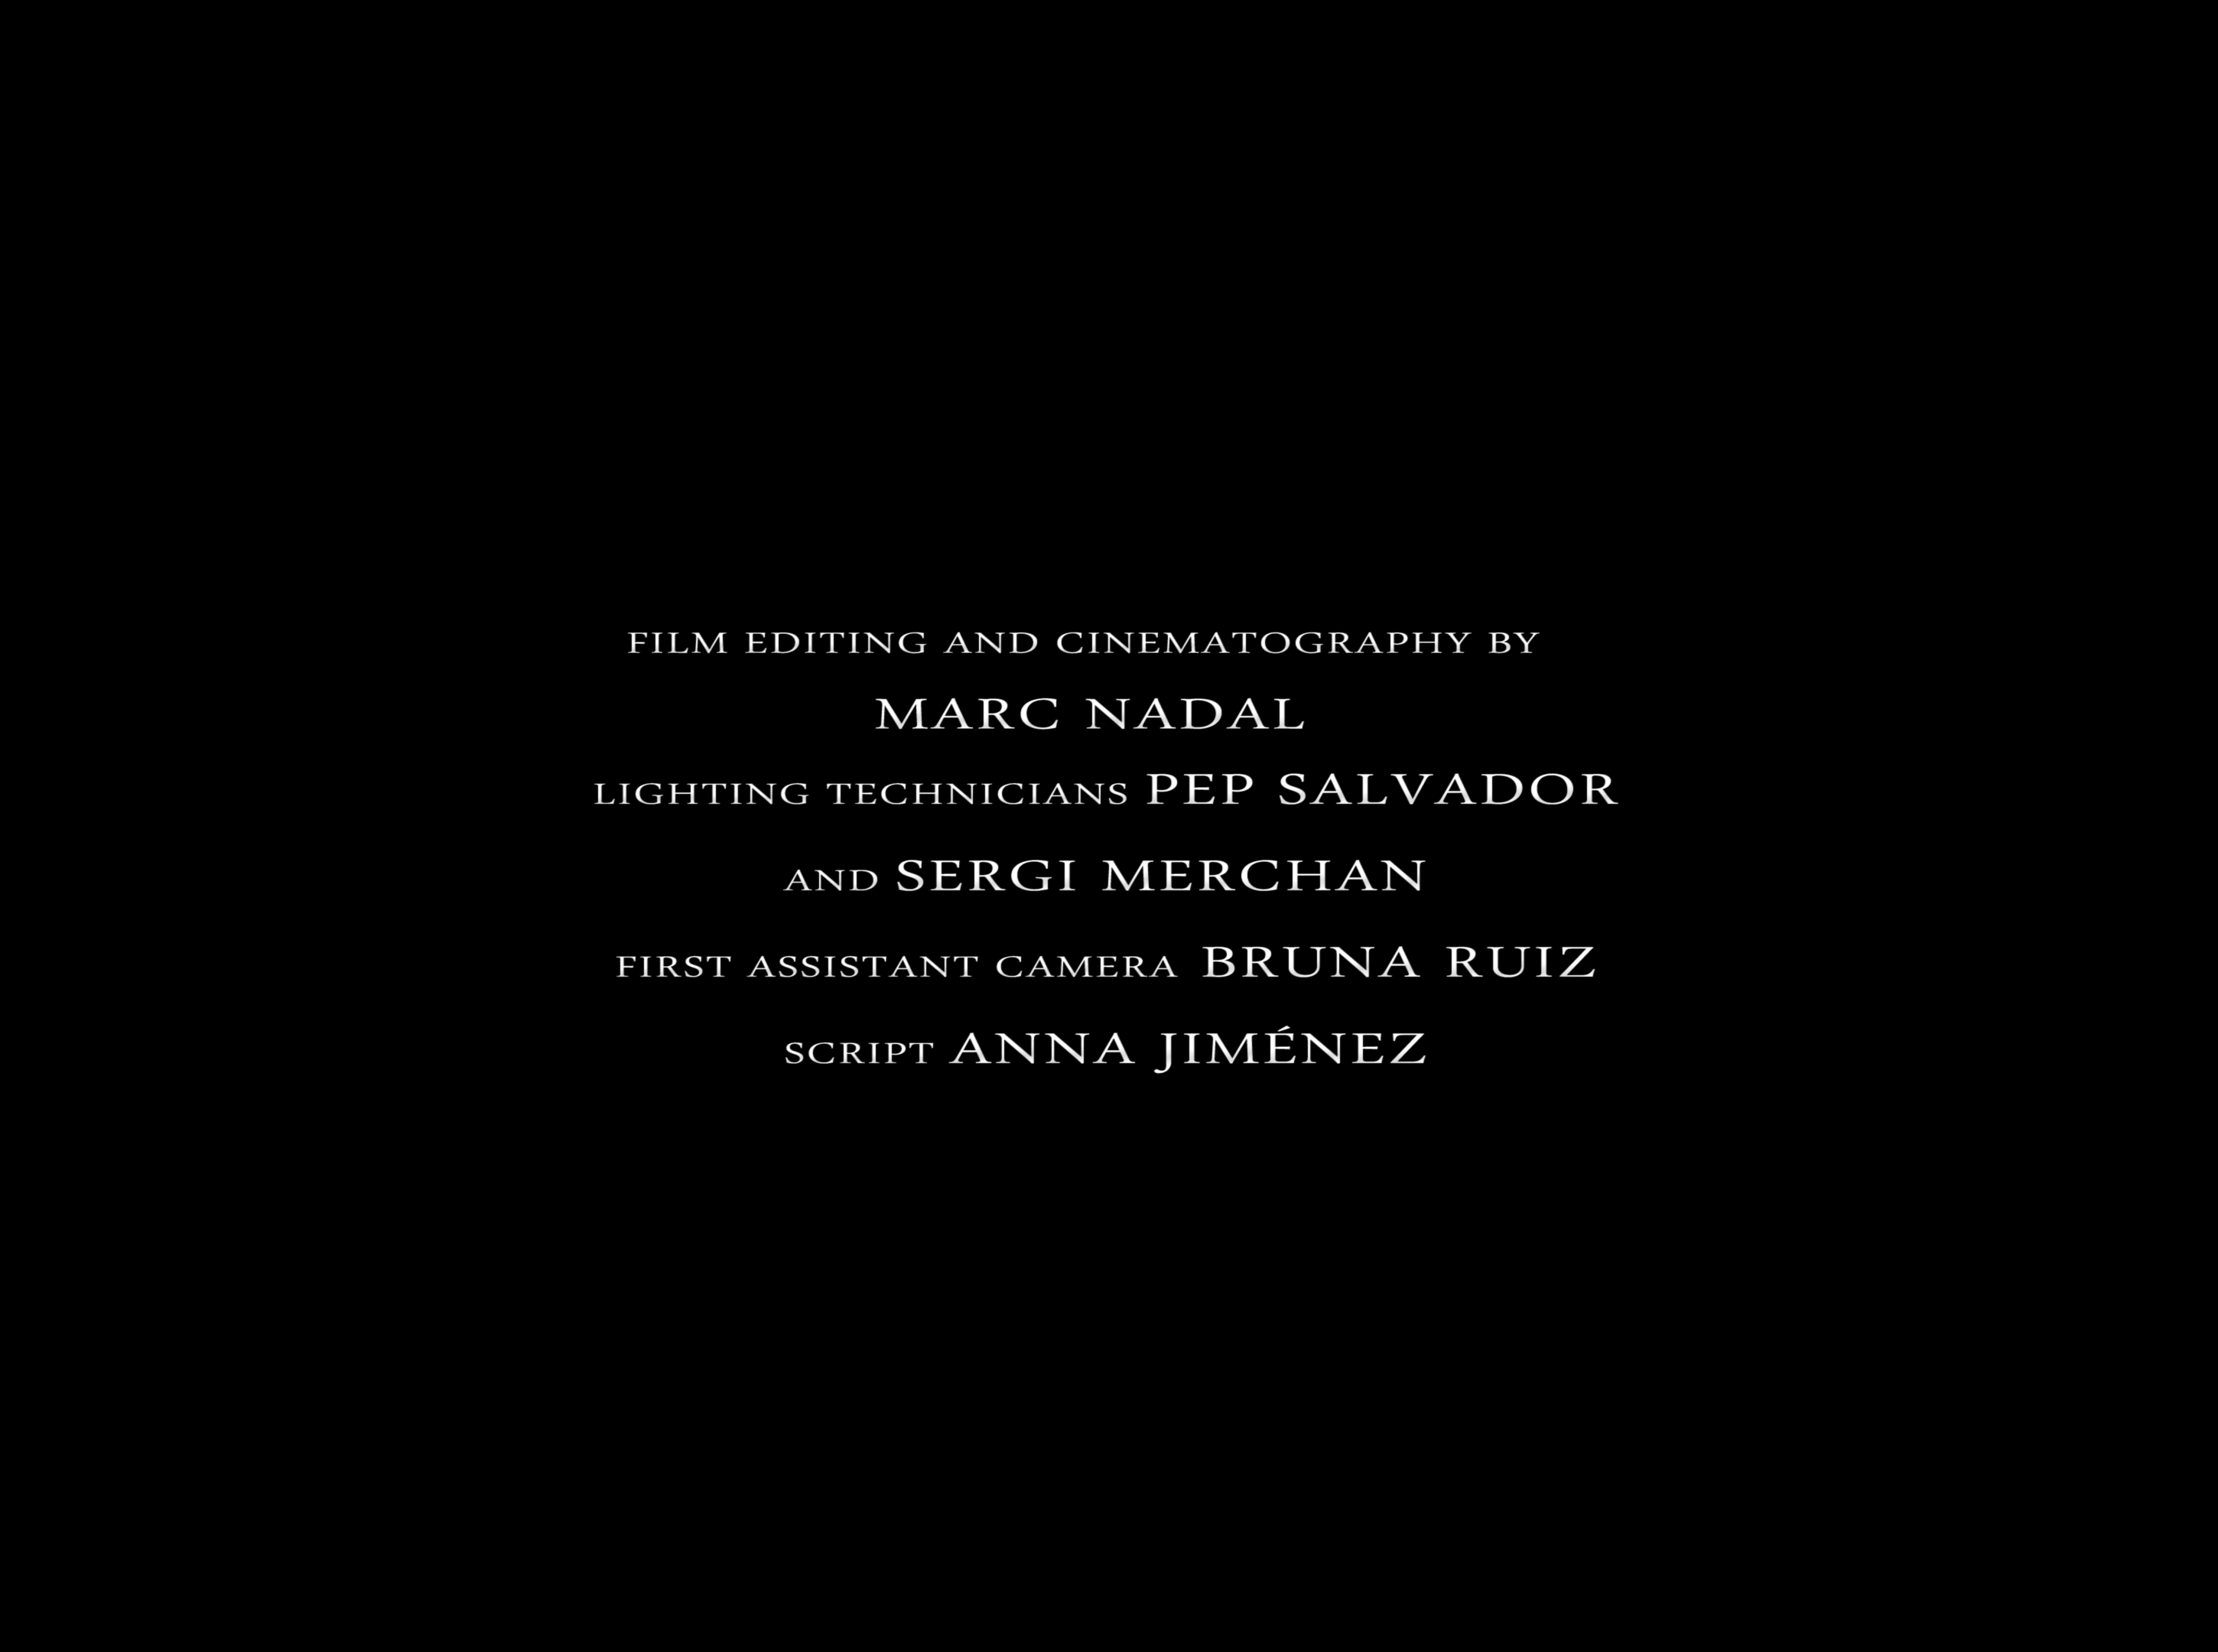 FILM EDITING AND CINEMATOGRAPHY BY
MARC NADAL
LIGHTING TECHNICIANS PEP SALVADOR
AND SERGI MERCHAN
FIRST ASSISTANT CAMERA BRUNA RUIZ
SCRIPT ANNA JIMÉNEZ